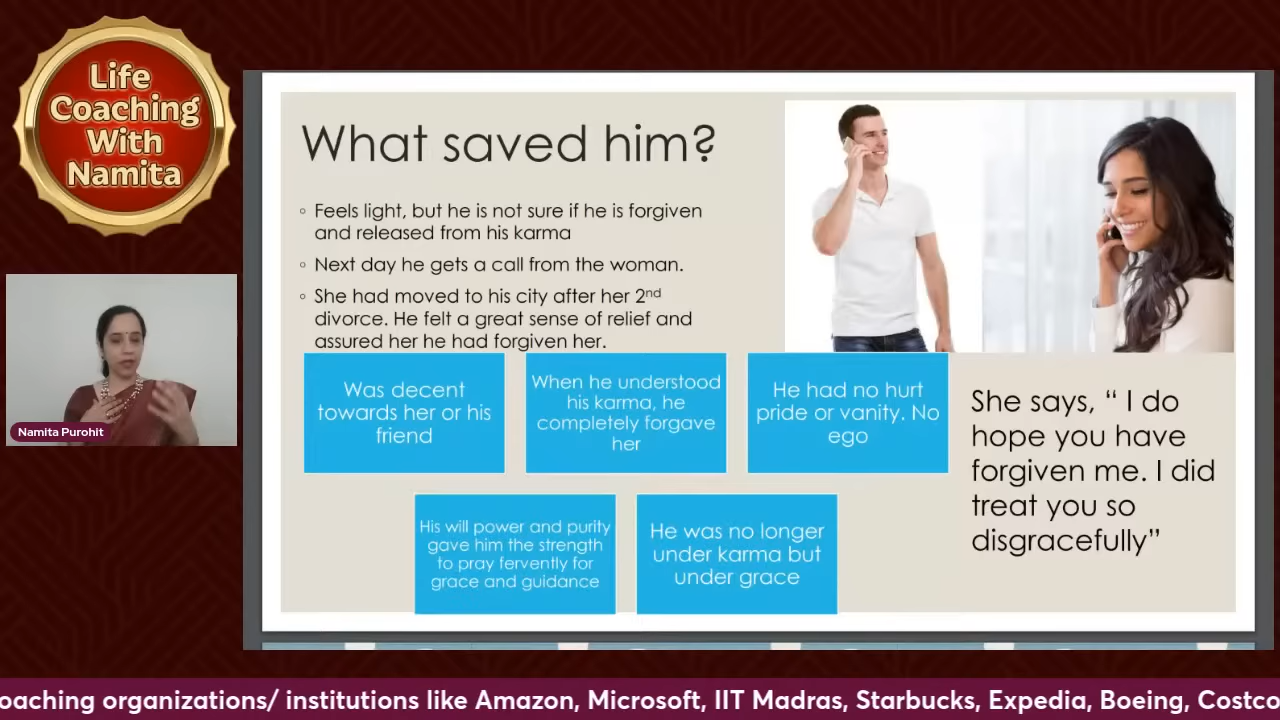 Life
Coaching
With
Namita
Namita Purohit
What saved him?
◦ Feels light, but he is not sure if he is forgiven
and released from his karma
◦ Next day he gets a call from the woman.
◦ She had moved to his city after her 2nd
divorce. He felt a great sense of relief and
assured her he had forgiven her.
Was decent
towards her or his
friend
When he understood
his karma, he
completely forgave
her
He had no hurt
pride or vanity. No
ego
His will power and purity
gave him the strength
to pray fervently for
grace and guidance
He was no longer
under karma but
under grace
She says, “ I do
hope you have
forgiven me. I did
treat you so
disgracefully”
oaching organizations/ institutions like Amazon, Microsoft, IIT Madras, Starbucks, Expedia, Boeing, Costco